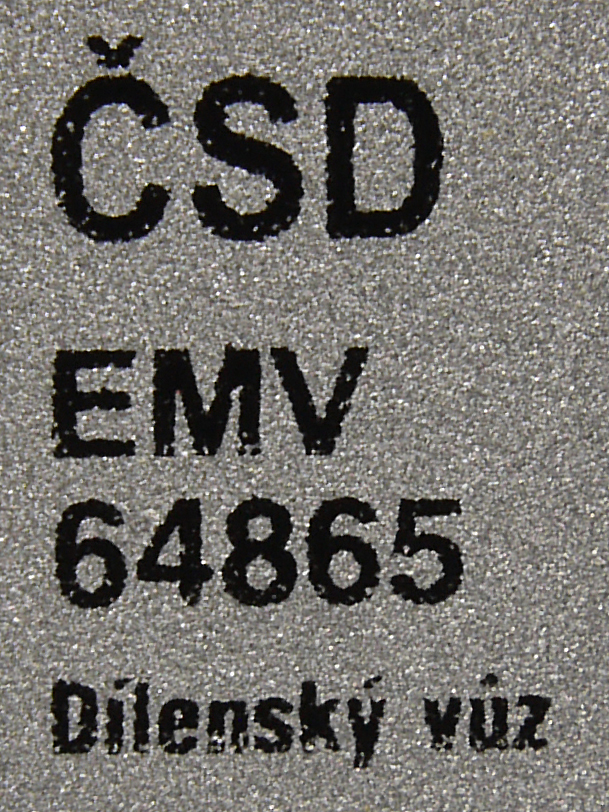 ČSD
EMV
64865
Dílenský vůz